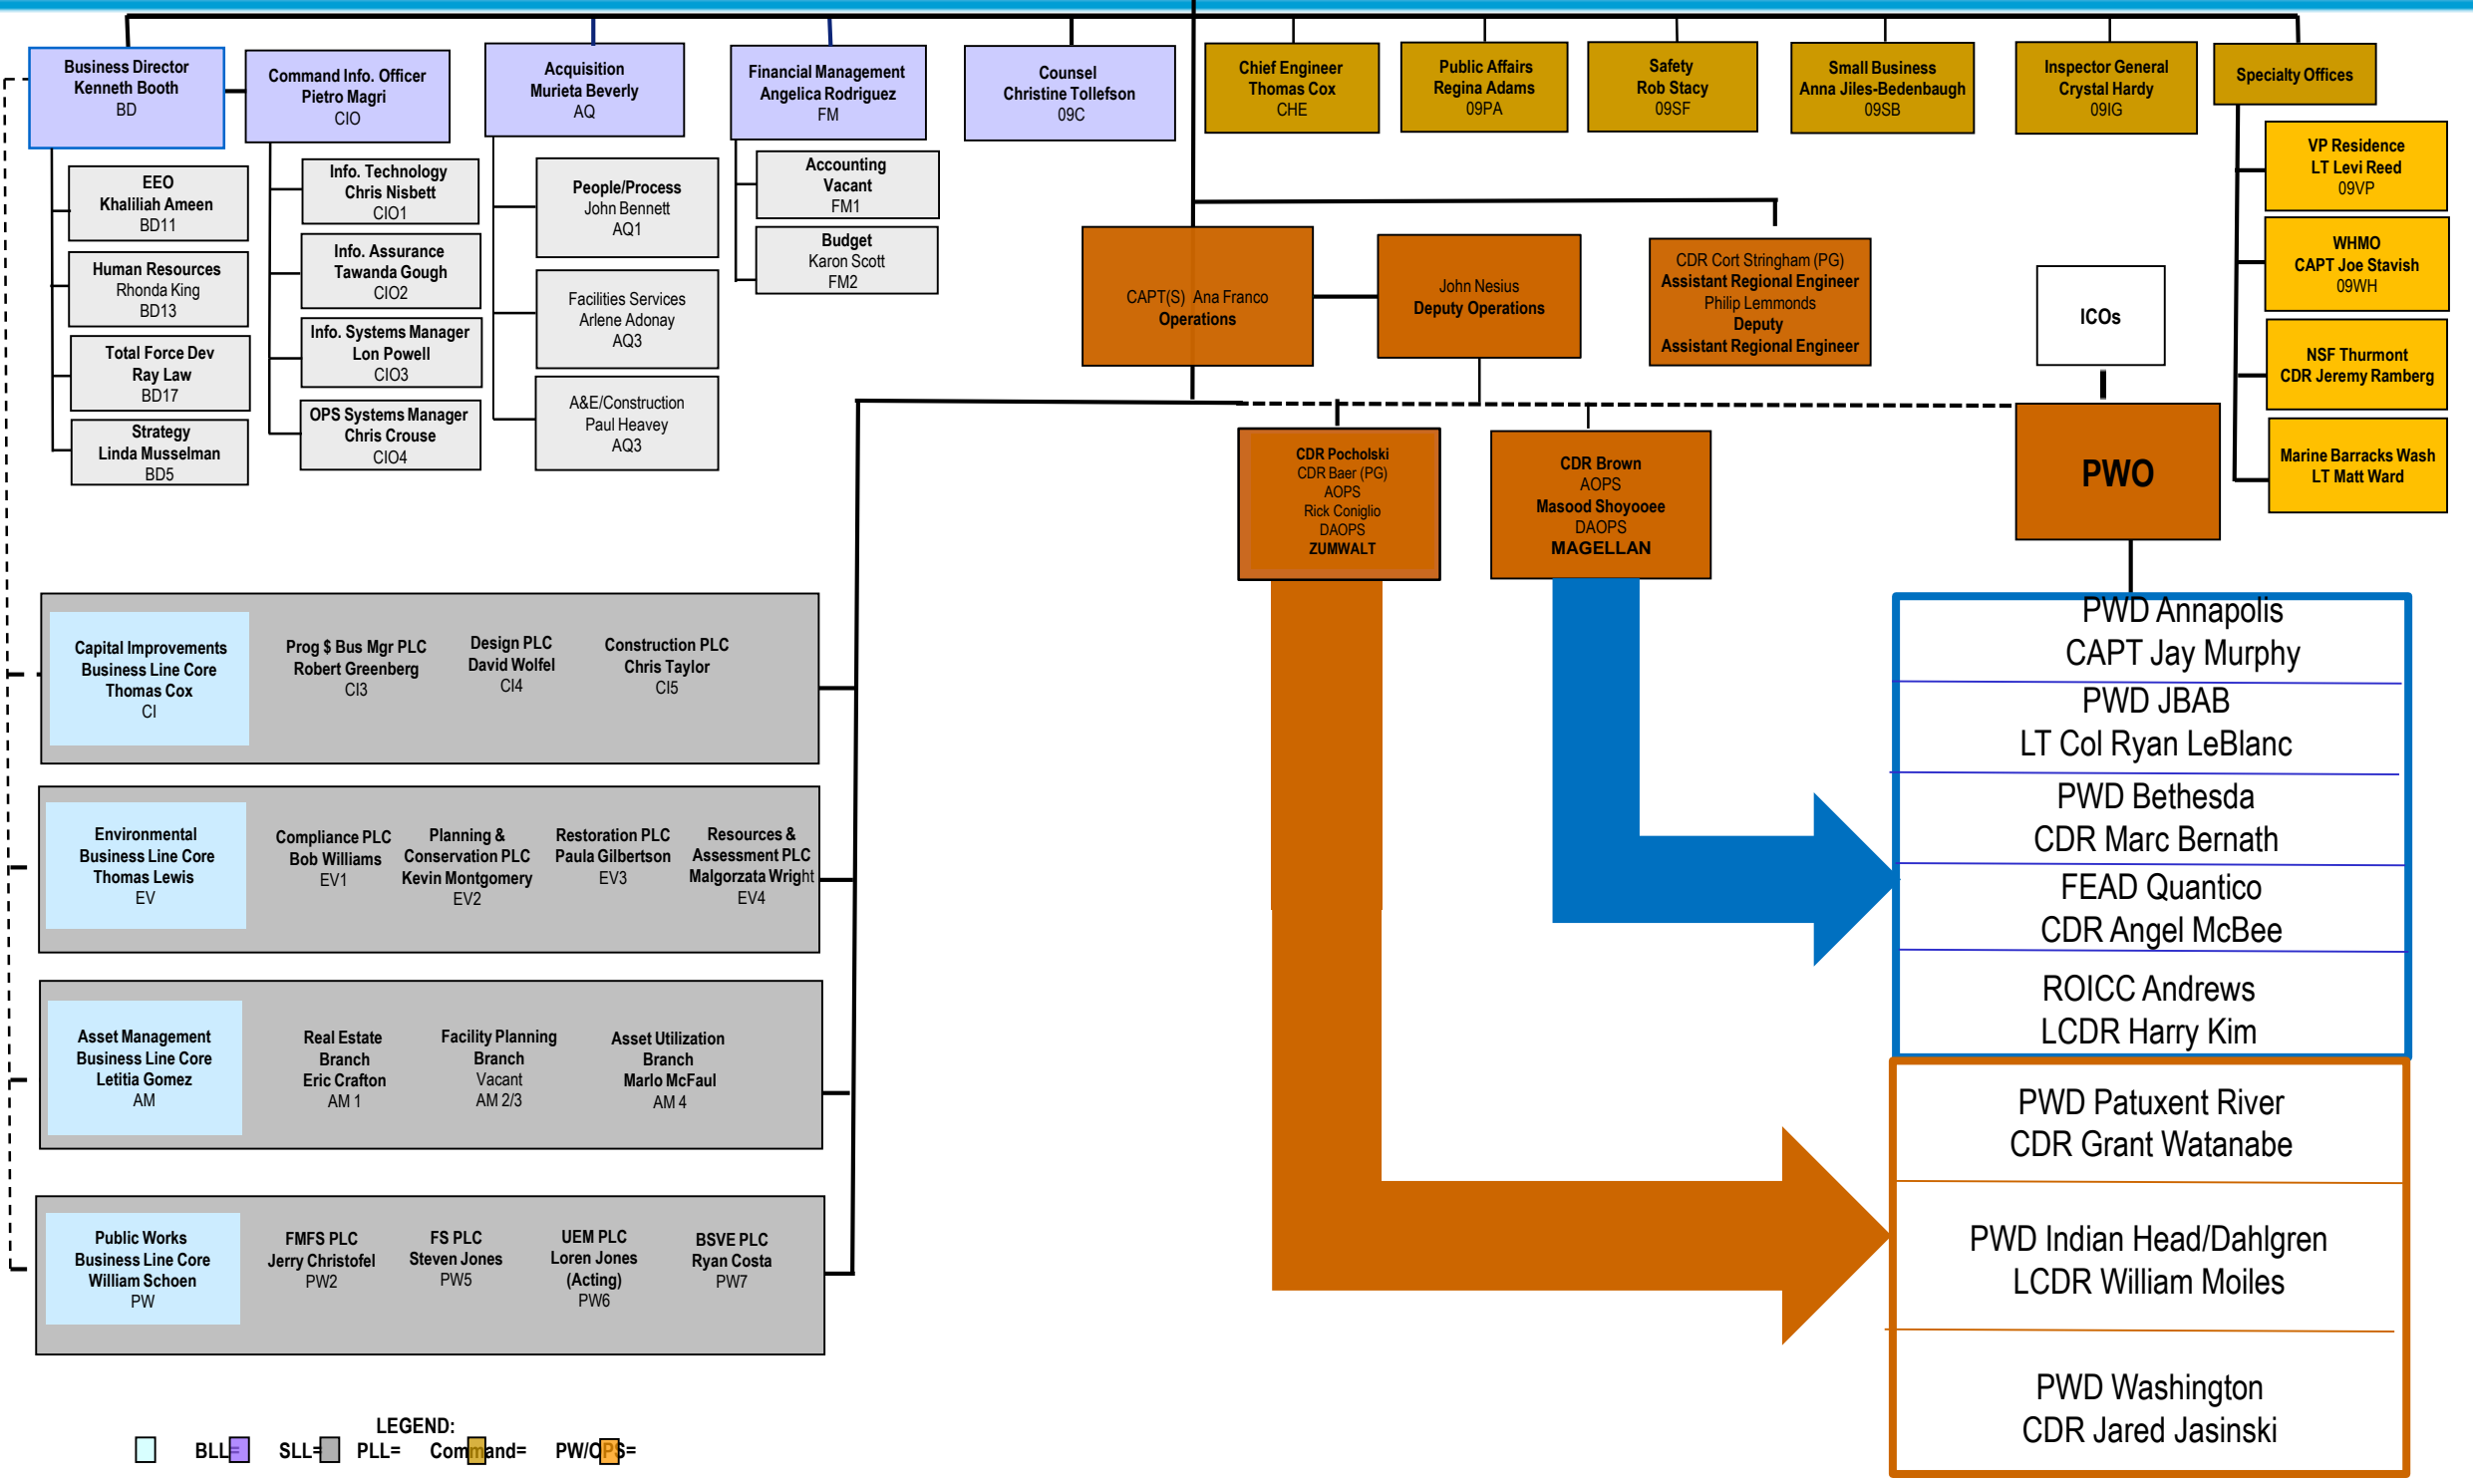 Business Director
Kenneth Booth
BD
Command Info. Officer
Pietro Magri
CIO
Acquisition
Murieta Beverly
AQ
Financial Management
Angelica Rodriguez
FM
Counsel
Christine Tollefson
09C
Chief Engineer
Thomas Cox
CHE
Public Affairs
Regina Adams
09PA
Safety
Rob Stacy
09SF
Small Business
Anna Jiles-Bedenbaugh
09SB
Inspector General
Crystal Hardy
09IG
Specialty Offices
EEO
Khaliliah Ameen
BD11
Human Resources
Rhonda King
BD13
Total Force Dev
Ray Law
BD17
Strategy
Linda Musselman
BD5
Info. Technology
Chris Nisbett
CIO1
Info. Assurance
Tawanda Gough
CIO2
Info. Systems Manager
Lon Powell
CIO3
OPS Systems Manager
Chris Crouse
CIO4
People/Process
John Bennett
AQ1
Facilities Services
Arlene Adonay
AQ3
A&E/Construction
Paul Heavey
AQ3
Accounting
Vacant
FM1
Budget
Karon Scott
FM2
VP Residence
LT Levi Reed
09VP
WHMO
CAPT Joe Stavish
09WH
NSF Thurmont
CDR Jeremy Ramberg
Marine Barracks Wash
LT Matt Ward
CAPT(S) Ana Franco
Operations
John Nesius
Deputy Operations
CDR Cort Stringham (PG)
Assistant Regional Engineer
Philip Lemmonds
Deputy
Assistant Regional Engineer
ICOs
PWO
CDR Pocholski
CDR Baer (PG)
AOPS
Rick Coniglio
DAOPS
ZUMWALT
CDR Brown
AOPS
Masood Shoyooee
DAOPS
MAGELLAN
Capital Improvements
Business Line Core
Thomas Cox
CI
Prog $ Bus Mgr PLC
Robert Greenberg
CI3
Design PLC
David Wolfel
CI4
Construction PLC
Chris Taylor
CI5
Environmental
Business Line Core
Thomas Lewis
EV
Compliance PLC
Bob Williams
EV1
Planning &
Conservation PLC
Kevin Montgomery
EV2
Restoration PLC
Paula Gilbertson
EV3
Resources &
Assessment PLC
Malgorzata Wright
EV4
Asset Management
Business Line Core
Letitia Gomez
AM
Real Estate
Branch
Eric Crafton
AM 1
Facility Planning
Branch
Vacant
AM 2/3
Asset Utilization
Branch
Marlo McFaul
AM 4
Public Works
Business Line Core
William Schoen
PW
FMFS PLC
Jerry Christofel
PW2
FS PLC
Steven Jones
PW5
UEM PLC
Loren Jones
(Acting)
PW6
BSVE PLC
Ryan Costa
PW7
PWD Annapolis
CAPT Jay Murphy
PWD JBAB
LT Col Ryan LeBlanc
PWD Bethesda
CDR Marc Bernath
FEAD Quantico
CDR Angel McBee
ROICC Andrews
LCDR Harry Kim
PWD Patuxent River
CDR Grant Watanabe
PWD Indian Head/Dahlgren
LCDR William Moiles
PWD Washington
CDR Jared Jasinski
LEGEND:
BLL= SLL= PLL= Command= PW/OPS=